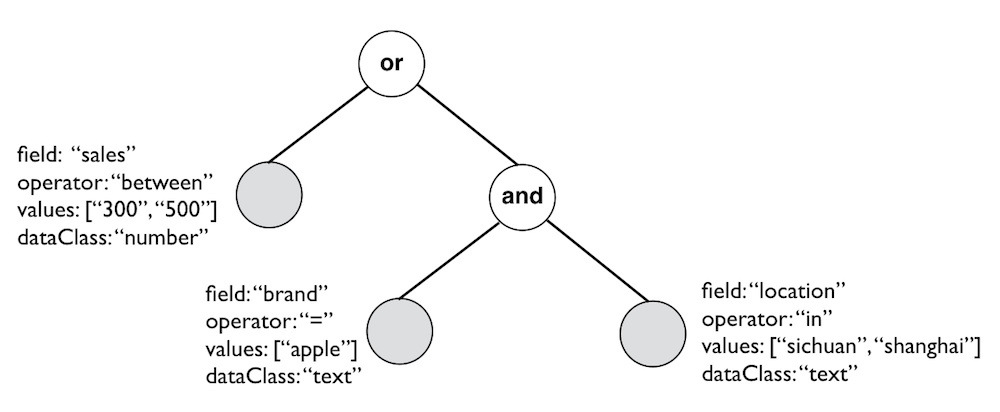 or
field: “sales”
operator:“between”
values: [“300”,“500”]
dataClass:“number”
and
field:“brand”
operator:“=”
values: [“apple”]
dataClass:“text”
field:“location”
operator:“in”
values: [“sichuan”,“shanghai”]
dataClass:“text”